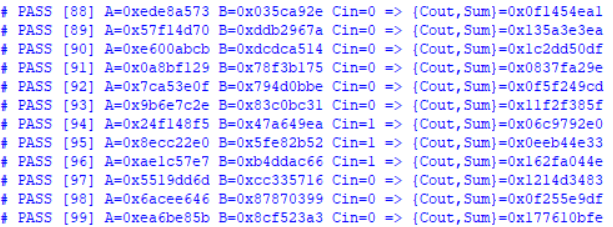 # PASS [88] A=0xede8a573 B=0x035ca92e Cin=0 => {Cout,Sum}=0x0f1454ea1
# PASS [89] A=0x57f14d70 B=0xddb2967a Cin=0 => {Cout,Sum}=0x135a3e3ea
# PASS [90] A=0xe600abcb B=0xdcdca514 Cin=0 => {Cout,Sum}=0x1c2dd50df
# PASS [91] A=0x0a8bf129 B=0x78f3b175 Cin=0 => {Cout,Sum}=0x0837fa29e
# PASS [92] A=0x7ca53e0f B=0x794d0bbe Cin=0 => {Cout,Sum}=0x0f5f249cd
# PASS [93] A=0x9b6e7c2e B=0x83c0bc31 Cin=0 => {Cout,Sum}=0x11f2f385f
# PASS [94] A=0x24f148f5 B=0x47a649ea Cin=1 => {Cout,Sum}=0x06c9792e0
# PASS [95] A=0x8ecc22e0 B=0x5fe82b52 Cin=1 => {Cout,Sum}=0x0eeb44e33
# PASS [96] A=0xae1c57e7 B=0xb4ddac66 Cin=1 => {Cout,Sum}=0x162fa044e
# PASS [97] A=0x5519dd6d B=0xcc335716 Cin=0 => {Cout,Sum}=0x1214d3483
# PASS [98] A=0x6acee646 B=0x87870399 Cin=0 => {Cout,Sum}=0x0f255e9df
# PASS [99] A=0xea6be85b B=0x8cf523a3 Cin=0 => {Cout,Sum}=0x177610bfe